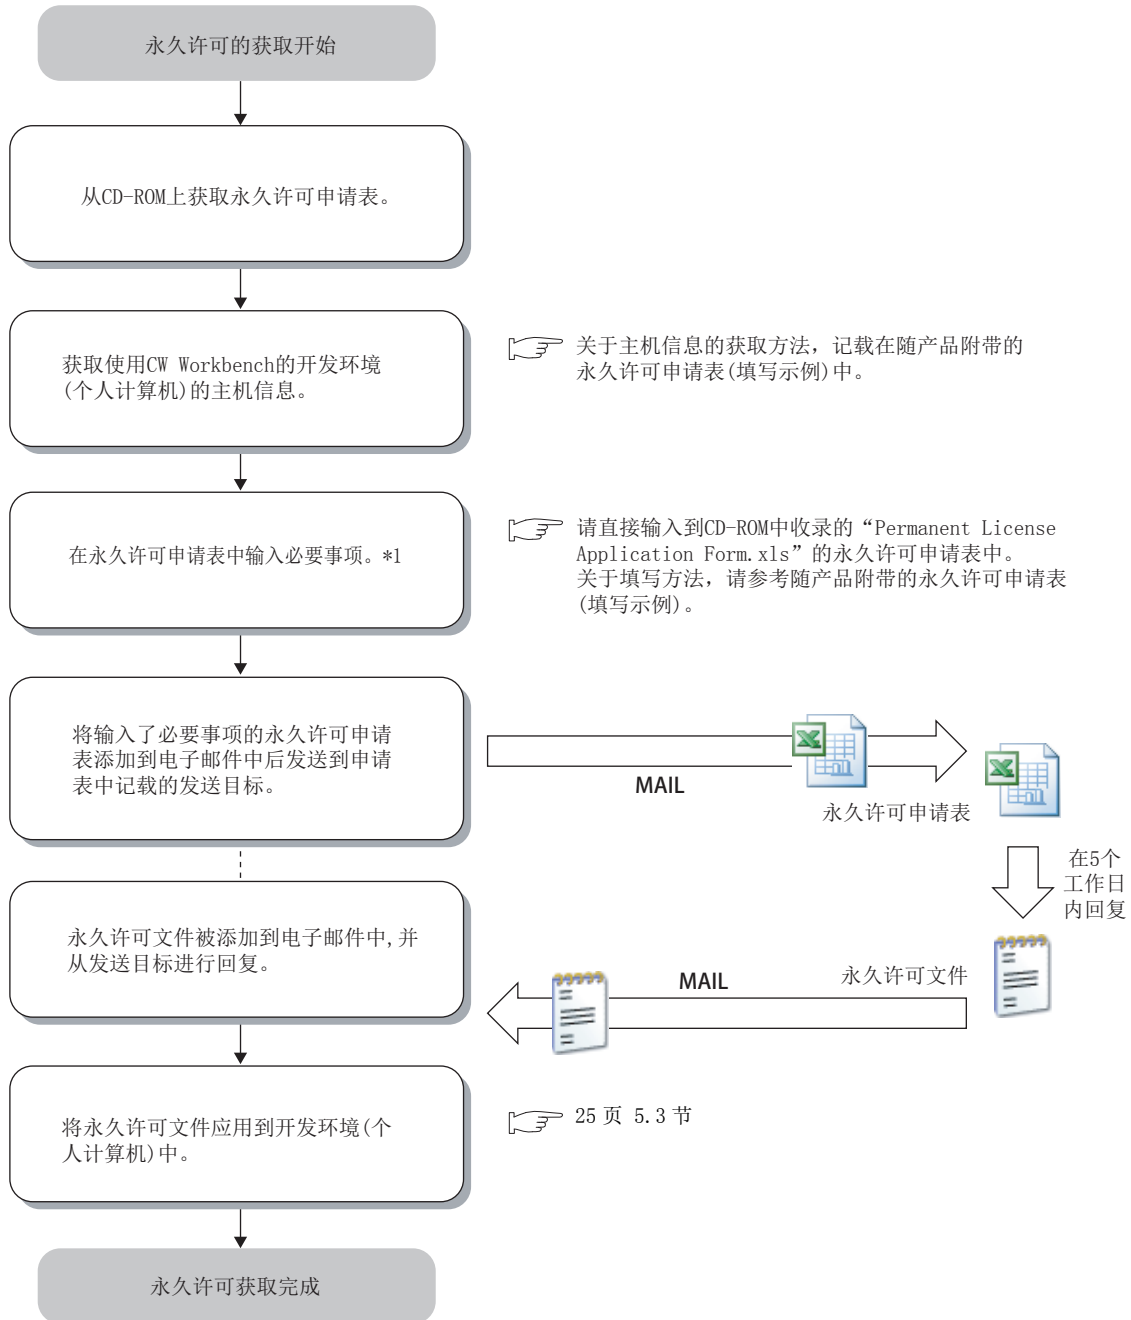 永久许可的获取开始
从CD-ROM上获取永久许可申请表。
获取使用CW Workbench的开发环境
(个人计算机)的主机信息。
关于主机信息的获取方法，记载在随产品附带的
永久许可申请表(填写示例)中。
在永久许可申请表中输入必要事项。*1
请直接输入到CD-ROM中收录的“Permanent License
Application Form.xls”的永久许可申请表中。
关于填写方法，请参考随产品附带的永久许可申请表
(填写示例)。
将输入了必要事项的永久许可申请
表添加到电子邮件中后发送到申请
表中记载的发送目标。
MAIL
永久许可申请表
在5个
工作日
内回复
永久许可文件被添加到电子邮件中,并
从发送目标进行回复。
MAIL
永久许可文件
将永久许可文件应用到开发环境(个
人计算机)中。
25 页 5.3 节
永久许可获取完成